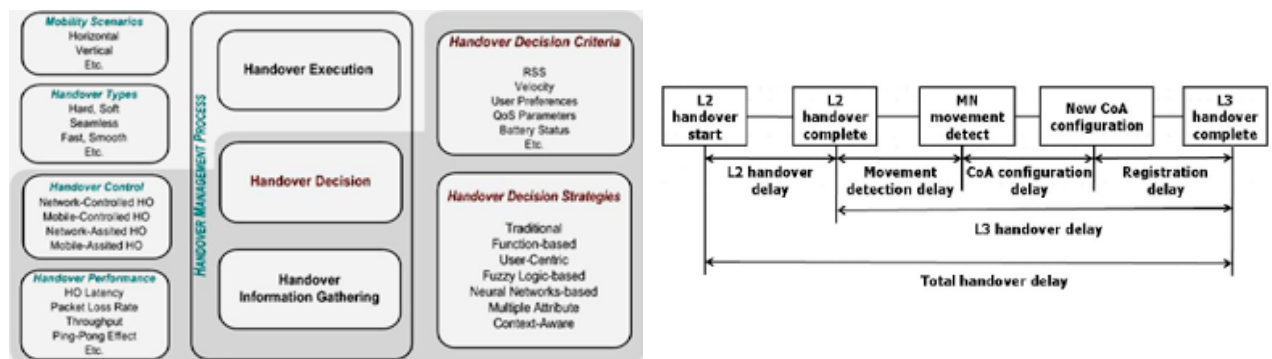 Mobility Scenarios
Horizontal
Vertical
Etc.
Handover Types
Hard, Soft
Seamless
Fast, Smooth
Etc.
Handover Control
Network-Controlled HO
Mobile-Controlled HO
Network-Assited HO
Mobile-Assited HO
Handover Performance
HO Latency
Packet Loss Rate
Throughput
Ping-Pong Effect
Etc.
HANDOVER MANAGEMENT PROCESS
Handover Execution
Handover Decision
Handover
Information Gathering
Handover Decision Criteria
RSS
Velocity
User Preferences
QoS Parameters
Battery Status
Etc.
Handover Decision Strategies
Traditional
Function-based
User-Centric
Fuzzy Logic-based
Neural Networks-based
Multiple Attribute
Context-Aware
L2
handover
start
L2
handover
complete
MN
movement
detect
New CoA
configuration
L3
handover
complete
L2 handover
delay
Movement
detection delay
CoA configuration
delay
Registration
delay
L3 handover delay
Total handover delay